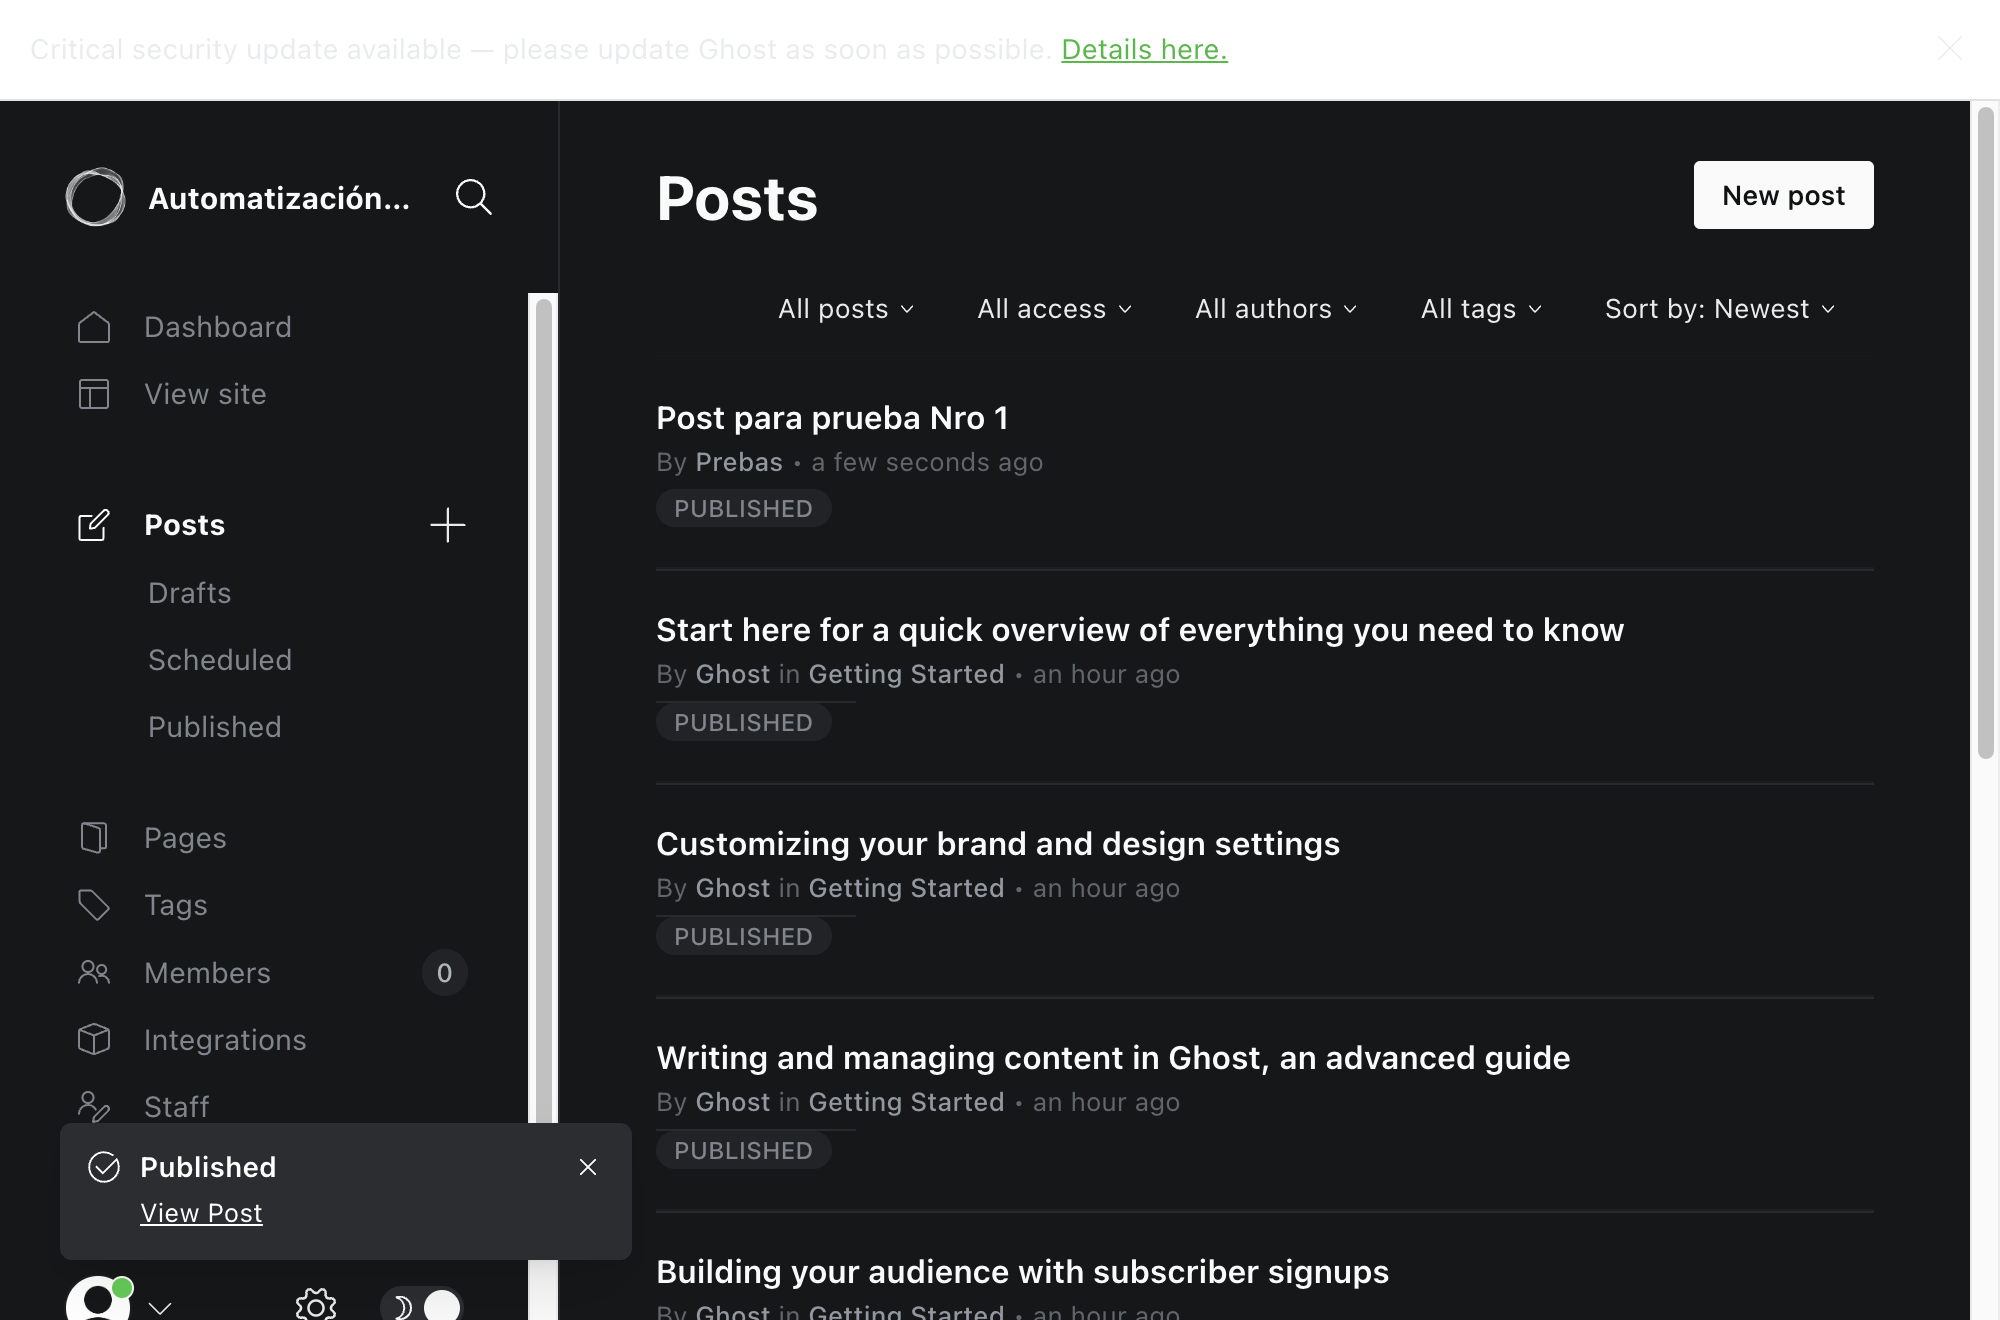 Critical security update available — please update Ghost as soon as possible. Details here.
Automatización...
Dashboard
View site
Posts
Drafts
Scheduled
Published
Pages
Tags
Members 0
Integrations
Staff
Published
View Post
Posts
New post
All posts All access All authors All tags Sort by: Newest
Post para prueba Nro 1
By Prebas • a few seconds ago
PUBLISHED
Start here for a quick overview of everything you need to know
By Ghost in Getting Started • an hour ago
PUBLISHED
Customizing your brand and design settings
By Ghost in Getting Started • an hour ago
PUBLISHED
Writing and managing content in Ghost, an advanced guide
By Ghost in Getting Started • an hour ago
PUBLISHED
Building your audience with subscriber signups
By Ghost in Getting Started • an hour ago